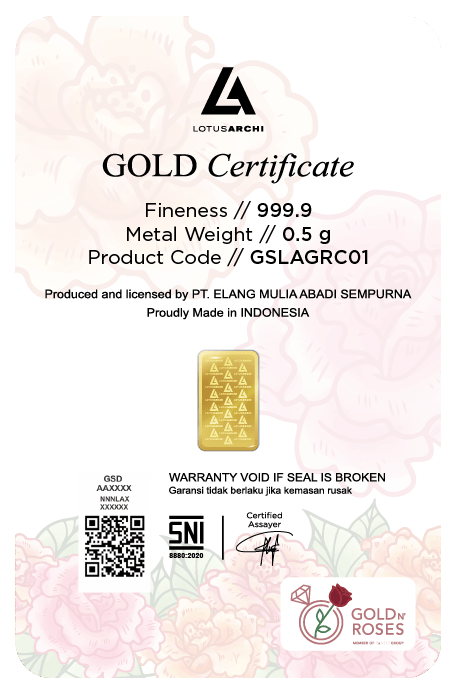 LOTUSARCHI
GOLD Certificate
Fineness // 999.9
Metal Weight // 0.5 g
Product Code // GSLAGRC01
Produced and licensed by PT. ELANG MULIA ABADI SEMPURNA
Proudly Made in INDONESIA
WARRANTY VOID IF SEAL IS BROKEN
Garansi tidak berlaku jika kemasan rusak
GSD
AAXXXX
NNNLAX
XXXXXX
SNI
8880:2020
Certified
Assayer
GOLD N'
ROSES
MEMBER OF GROUP